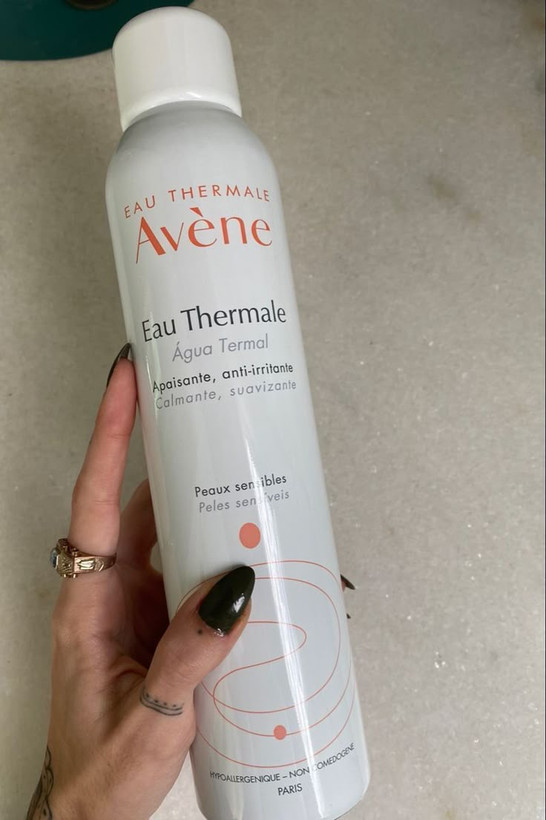 EAU THERMALE
Avène
Eau Thermale
Água Termal
Apaisante, anti-irritante
Calmante, suavizante
Peaux sensibles
Peles sensíveis
HYPOALLERGENIQUE – NON COMEDOGENE
PARIS